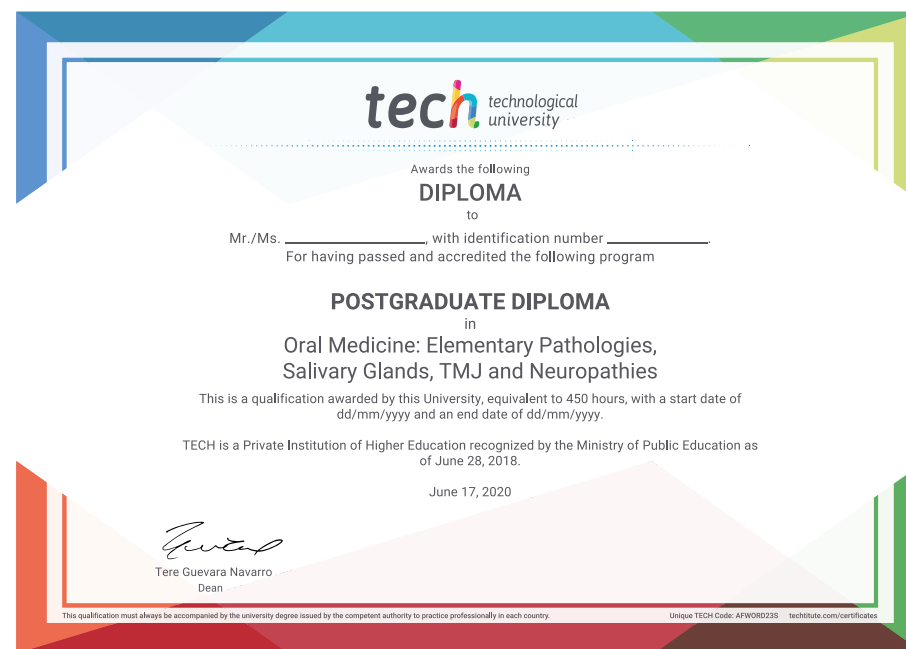 tech technological
university
Awards the following
DIPLOMA
to
Mr./Ms. ____________________, with identification number ______________.
For having passed and accredited the following program
POSTGRADUATE DIPLOMA
in
Oral Medicine: Elementary Pathologies,
Salivary Glands, TMJ and Neuropathies
This is a qualification awarded by this University, equivalent to 450 hours, with a start date of
dd/mm/yyyy and an end date of dd/mm/yyyy.
TECH is a Private Institution of Higher Education recognized by the Ministry of Public Education as
of June 28, 2018.
June 17, 2020
Tere Guevara Navarro
Dean
This qualification must always be accompanied by the university degree issued by the competent authority to practice professionally in each country. Unique TECH Code: AFWORD23S techtitute.com/certificates